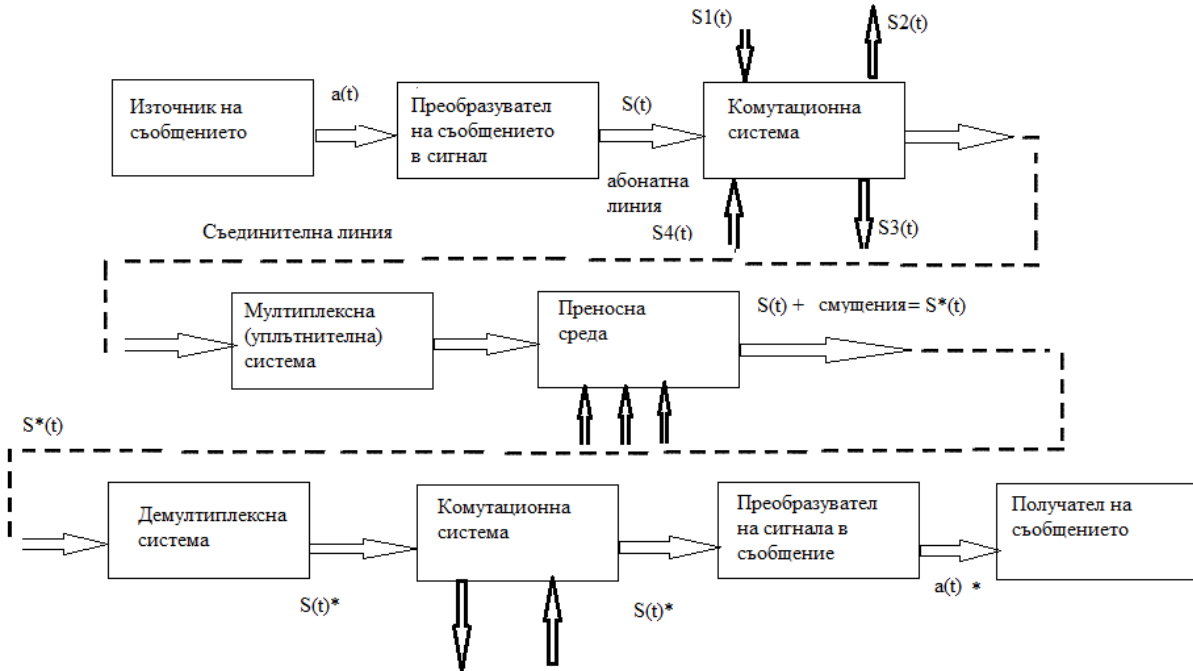 S1(t)
S2(t)
Източник на
съобщението
a(t)
Преобразувател
на съобщението
в сигнал
S(t)
Комутационна
система
абонатна
линия
S4(t)
S3(t)
Съединителна линия
Мултиплексна
(уплътнителна)
система
Преносна
среда
S(t) + смущения= S*(t)
S*(t)
Демултиплексна
система
S(t)*
Комутационна
система
S(t)*
Преобразувател
на сигнала в
съобщение
a(t) *
Получател на
съобщението